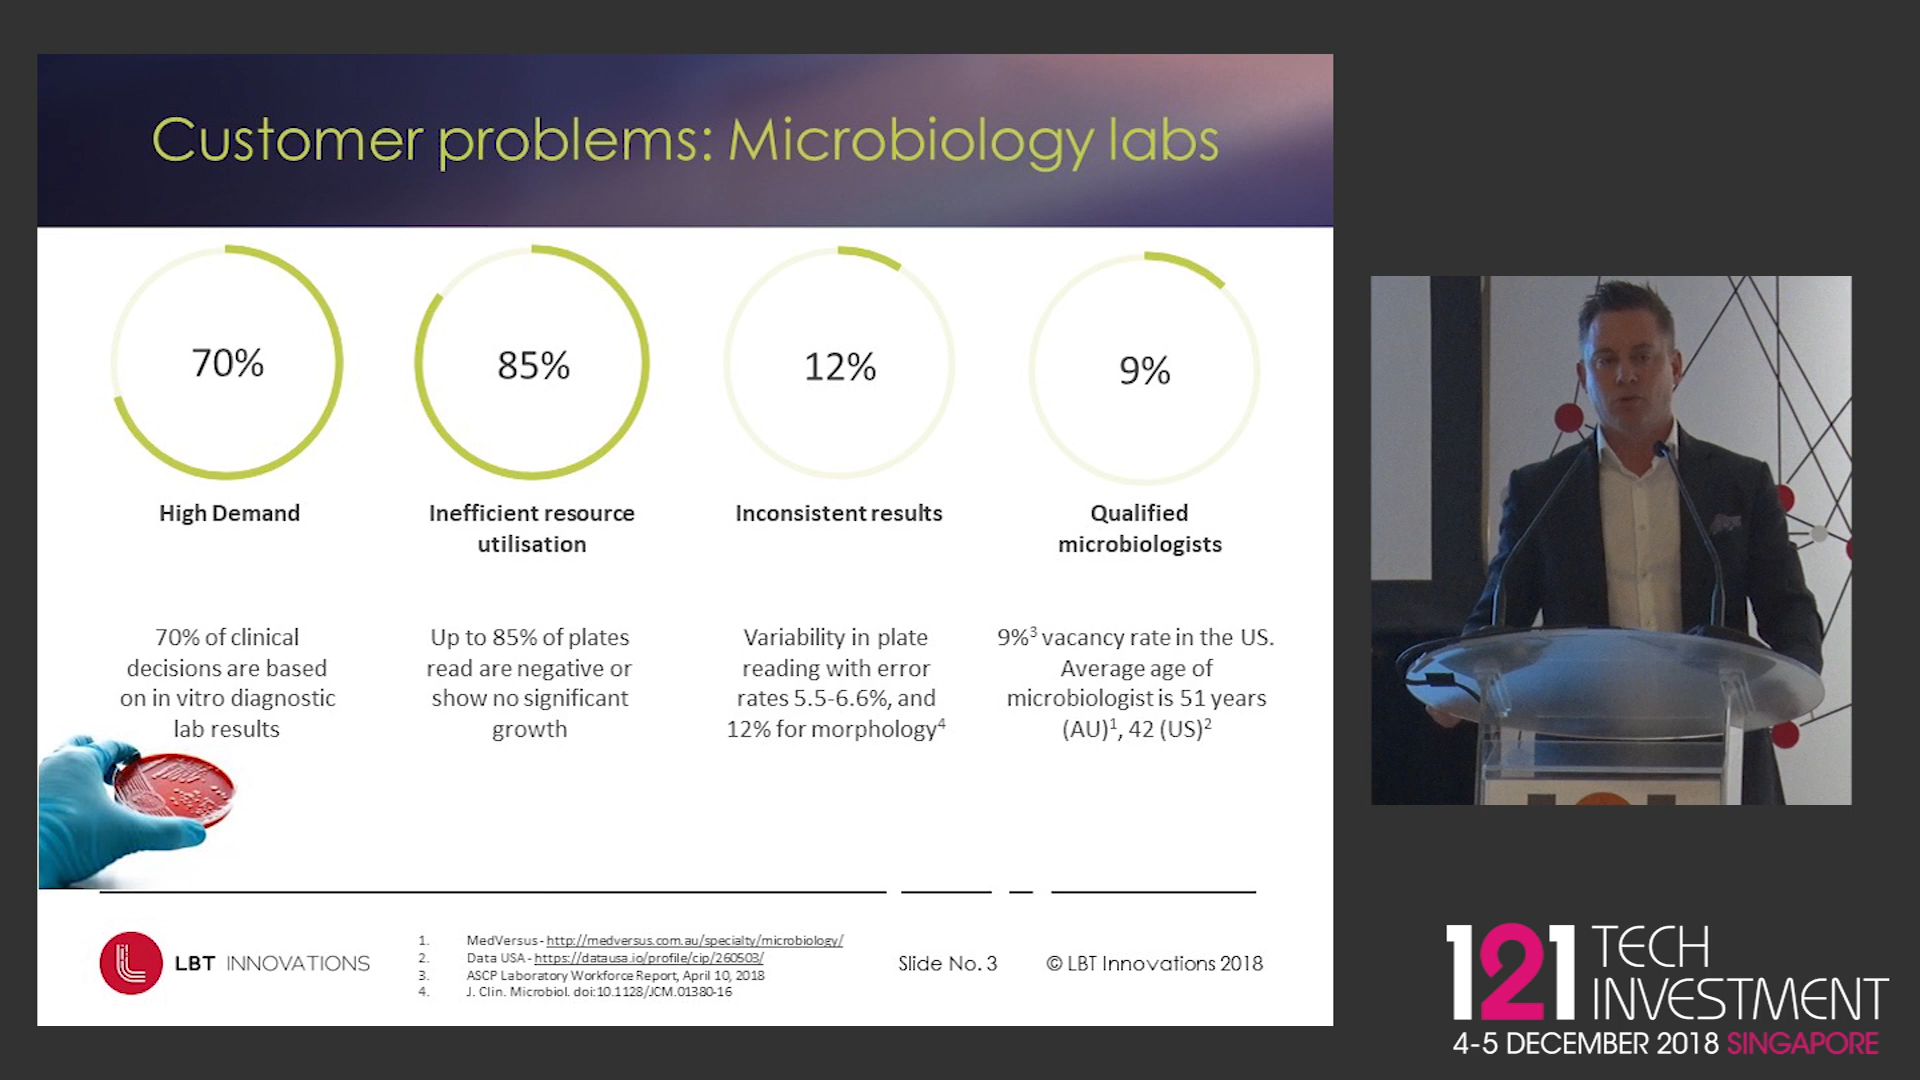 Customer problems: Microbiology labs
70%
85%
12%
9%
High Demand
Inefficient resource
utilisation
Inconsistent results
Qualified
microbiologists
70% of clinical
decisions are based
on in vitro diagnostic
lab results
Up to 85% of plates
read are negative or
show no significant
growth
Variability in plate
reading with error
rates 5.5-6.6%, and
12% for morphology⁴
9%³ vacancy rate in the US.
Average age of
microbiologist is 51 years
(AU)¹, 42 (US)²
LBT INNOVATIONS
1. MedVersus - http://medversus.com.au/specialty/microbiology/
2. Data USA - https://datausa.io/profile/cip/260503/
3. ASCP Laboratory Workforce Report, April 10, 2018
4. J. Clin. Microbiol. doi:10.1128/JCM.01380-16
Slide No. 3
© LBT Innovations 2018
121 TECH
INVESTMENT
4-5 DECEMBER 2018 SINGAPORE